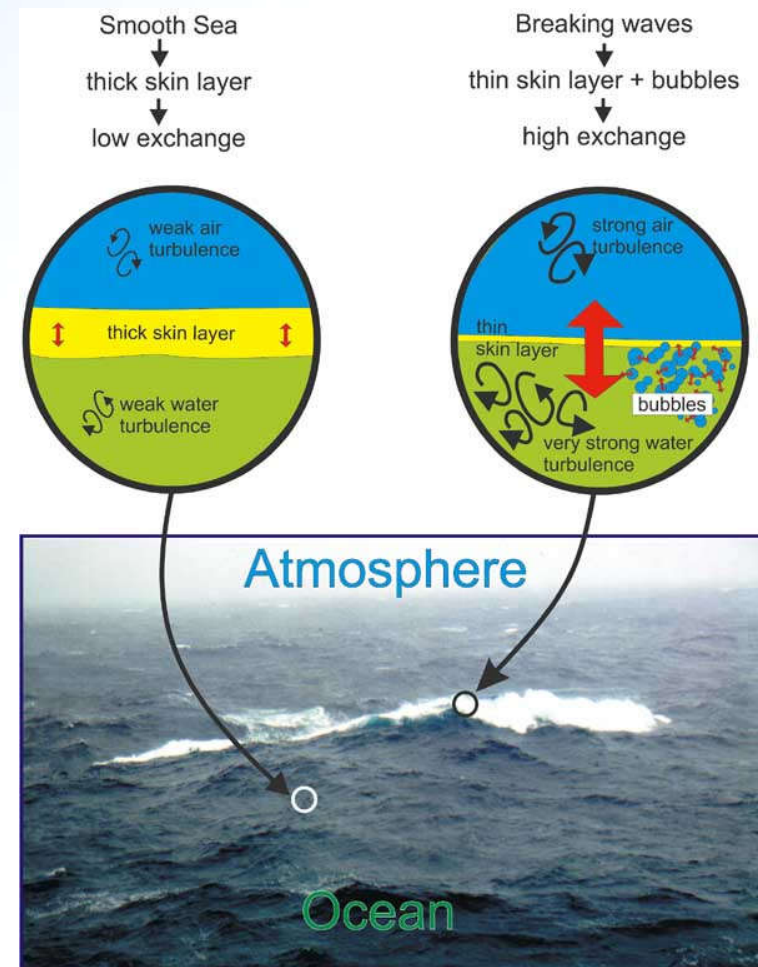 Smooth Sea
thick skin layer
low exchange
Breaking waves
thin skin layer + bubbles
high exchange
weak air
turbulence
thick skin layer
weak water
turbulence
strong air
turbulence
thin
skin layer
bubbles
very strong water
turbulence
Atmosphere
Ocean